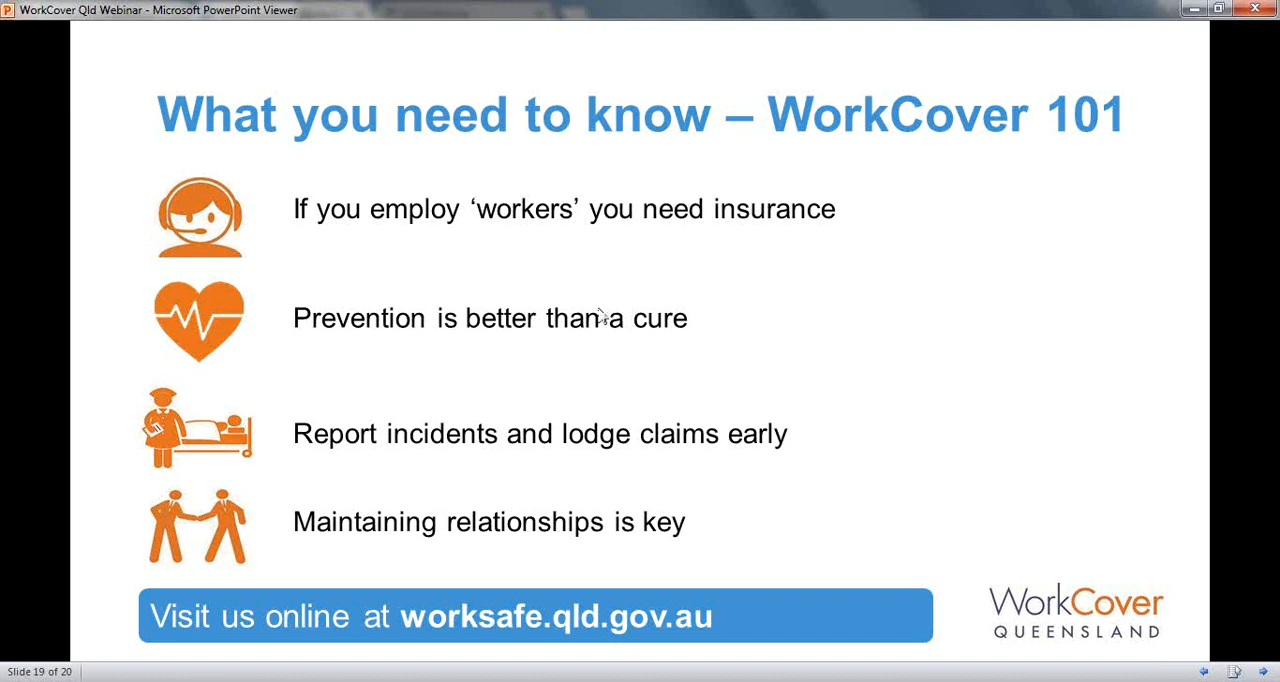 WorkCover Qld Webinar - Microsoft PowerPoint Viewer
What you need to know – WorkCover 101
If you employ ‘workers’ you need insurance
Prevention is better than a cure
Report incidents and lodge claims early
Maintaining relationships is key
Visit us online at worksafe.qld.gov.au
WorkCover
QUEENSLAND
Slide 19 of 20